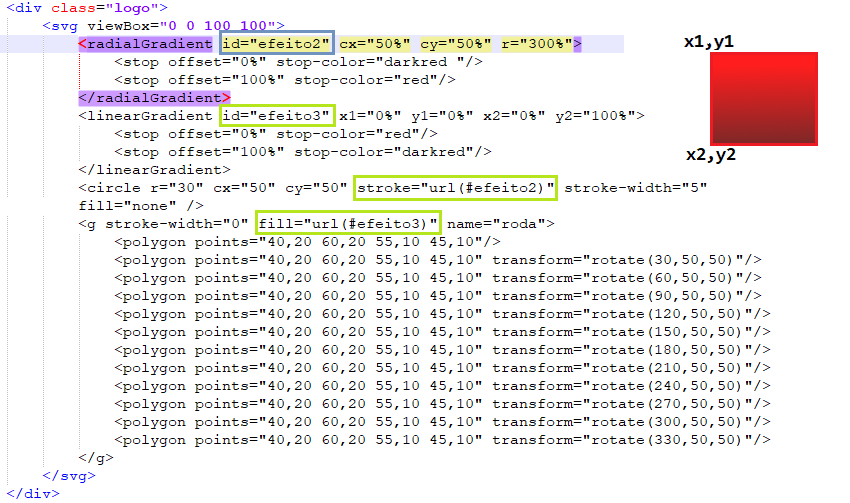 <div class="logo">
<svg viewBox="0 0 100 100">
<radialGradient id="efeito2" cx="50%" cy="50%" r="300%">
<stop offset="0%" stop-color="darkred "/>
<stop offset="100%" stop-color="red"/>
</radialGradient>
<linearGradient id="efeito3" x1="0%" y1="0%" x2="0%" y2="100%">
<stop offset="0%" stop-color="red"/>
<stop offset="100%" stop-color="darkred"/>
</linearGradient>
<circle r="30" cx="50" cy="50" stroke="url(#efeito2)" stroke-width="5"
fill="none" />
<g stroke-width="0" fill="url(#efeito3)" name="roda">
<polygon points="40,20 60,20 55,10 45,10"/>
<polygon points="40,20 60,20 55,10 45,10" transform="rotate(30,50,50)"/>
<polygon points="40,20 60,20 55,10 45,10" transform="rotate(60,50,50)"/>
<polygon points="40,20 60,20 55,10 45,10" transform="rotate(90,50,50)"/>
<polygon points="40,20 60,20 55,10 45,10" transform="rotate(120,50,50)"/>
<polygon points="40,20 60,20 55,10 45,10" transform="rotate(150,50,50)"/>
<polygon points="40,20 60,20 55,10 45,10" transform="rotate(180,50,50)"/>
<polygon points="40,20 60,20 55,10 45,10" transform="rotate(210,50,50)"/>
<polygon points="40,20 60,20 55,10 45,10" transform="rotate(240,50,50)"/>
<polygon points="40,20 60,20 55,10 45,10" transform="rotate(270,50,50)"/>
<polygon points="40,20 60,20 55,10 45,10" transform="rotate(300,50,50)"/>
<polygon points="40,20 60,20 55,10 45,10" transform="rotate(330,50,50)"/>
</g>
</svg>
</div>
x1,y1
x2,y2